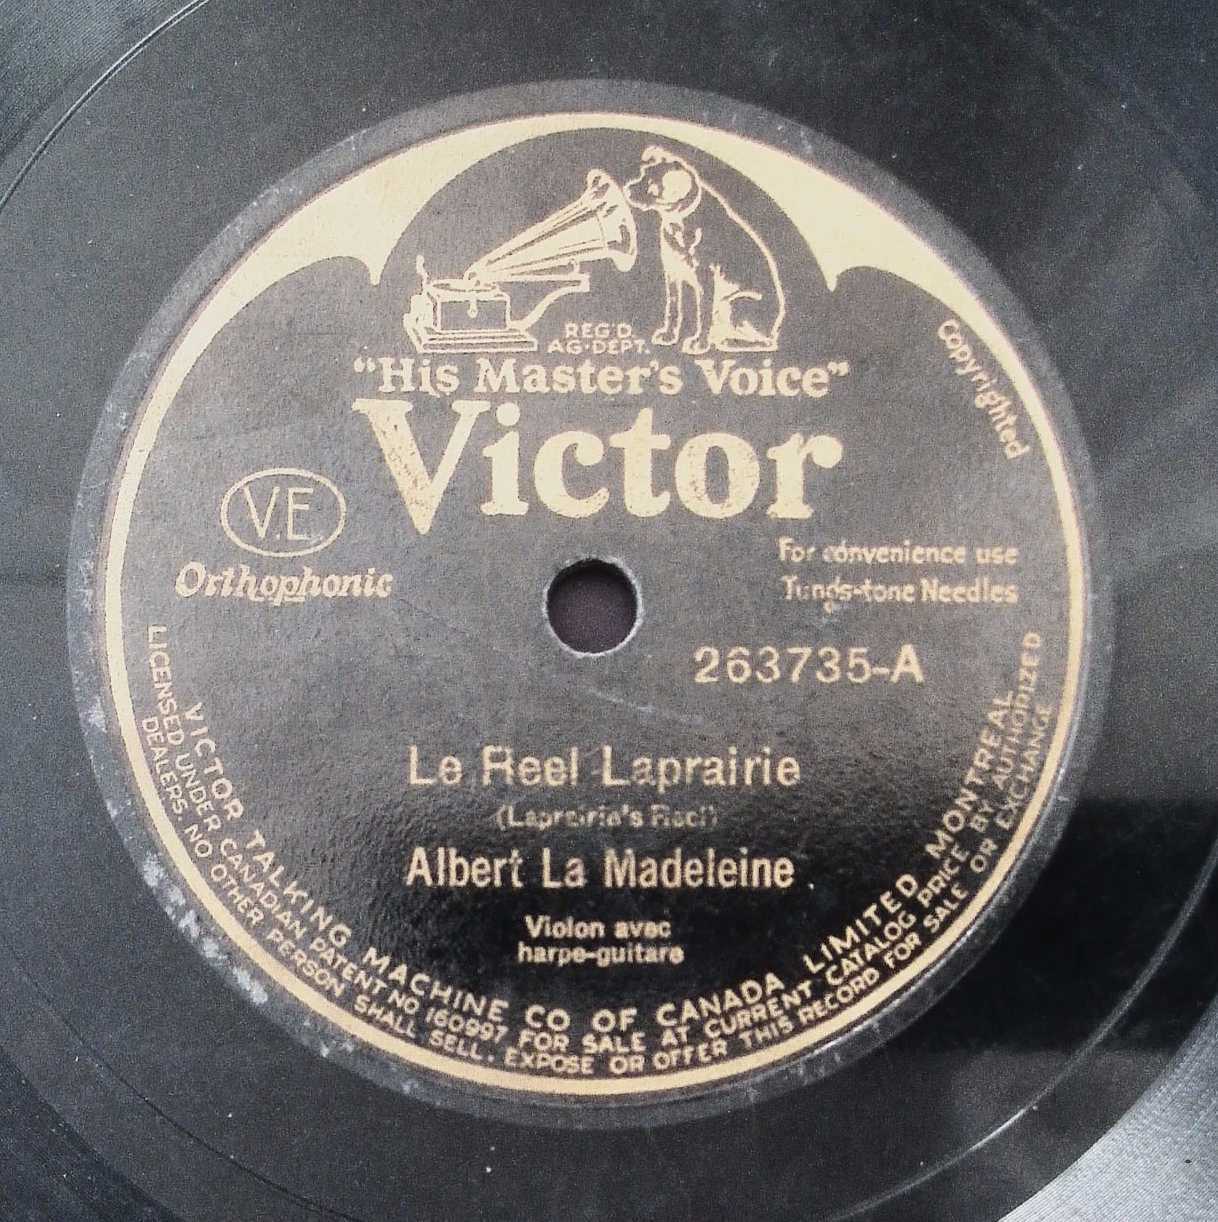 REG'D.
AG-DEPT.
"His Master's Voice"
Victor
Copyrighted
V.E.
Orthophonic
For convenience use
Tungs-tone Needles
263735-A
Le Reel Laprairie
(Laprairie's Reel)
Albert La Madeleine
Violon avec
harpe-guitare
VICTOR TALKING MACHINE CO OF CANADA LIMITED MONTREAL
LICENSED UNDER CANADIAN PATENT NO 160997 FOR SALE AT CURRENT CATALOG PRICE BY AUTHORIZED
DEALERS. NO OTHER PERSON SHALL SELL. EXPOSE OR OFFER THIS RECORD FOR SALE OR EXCHANGE